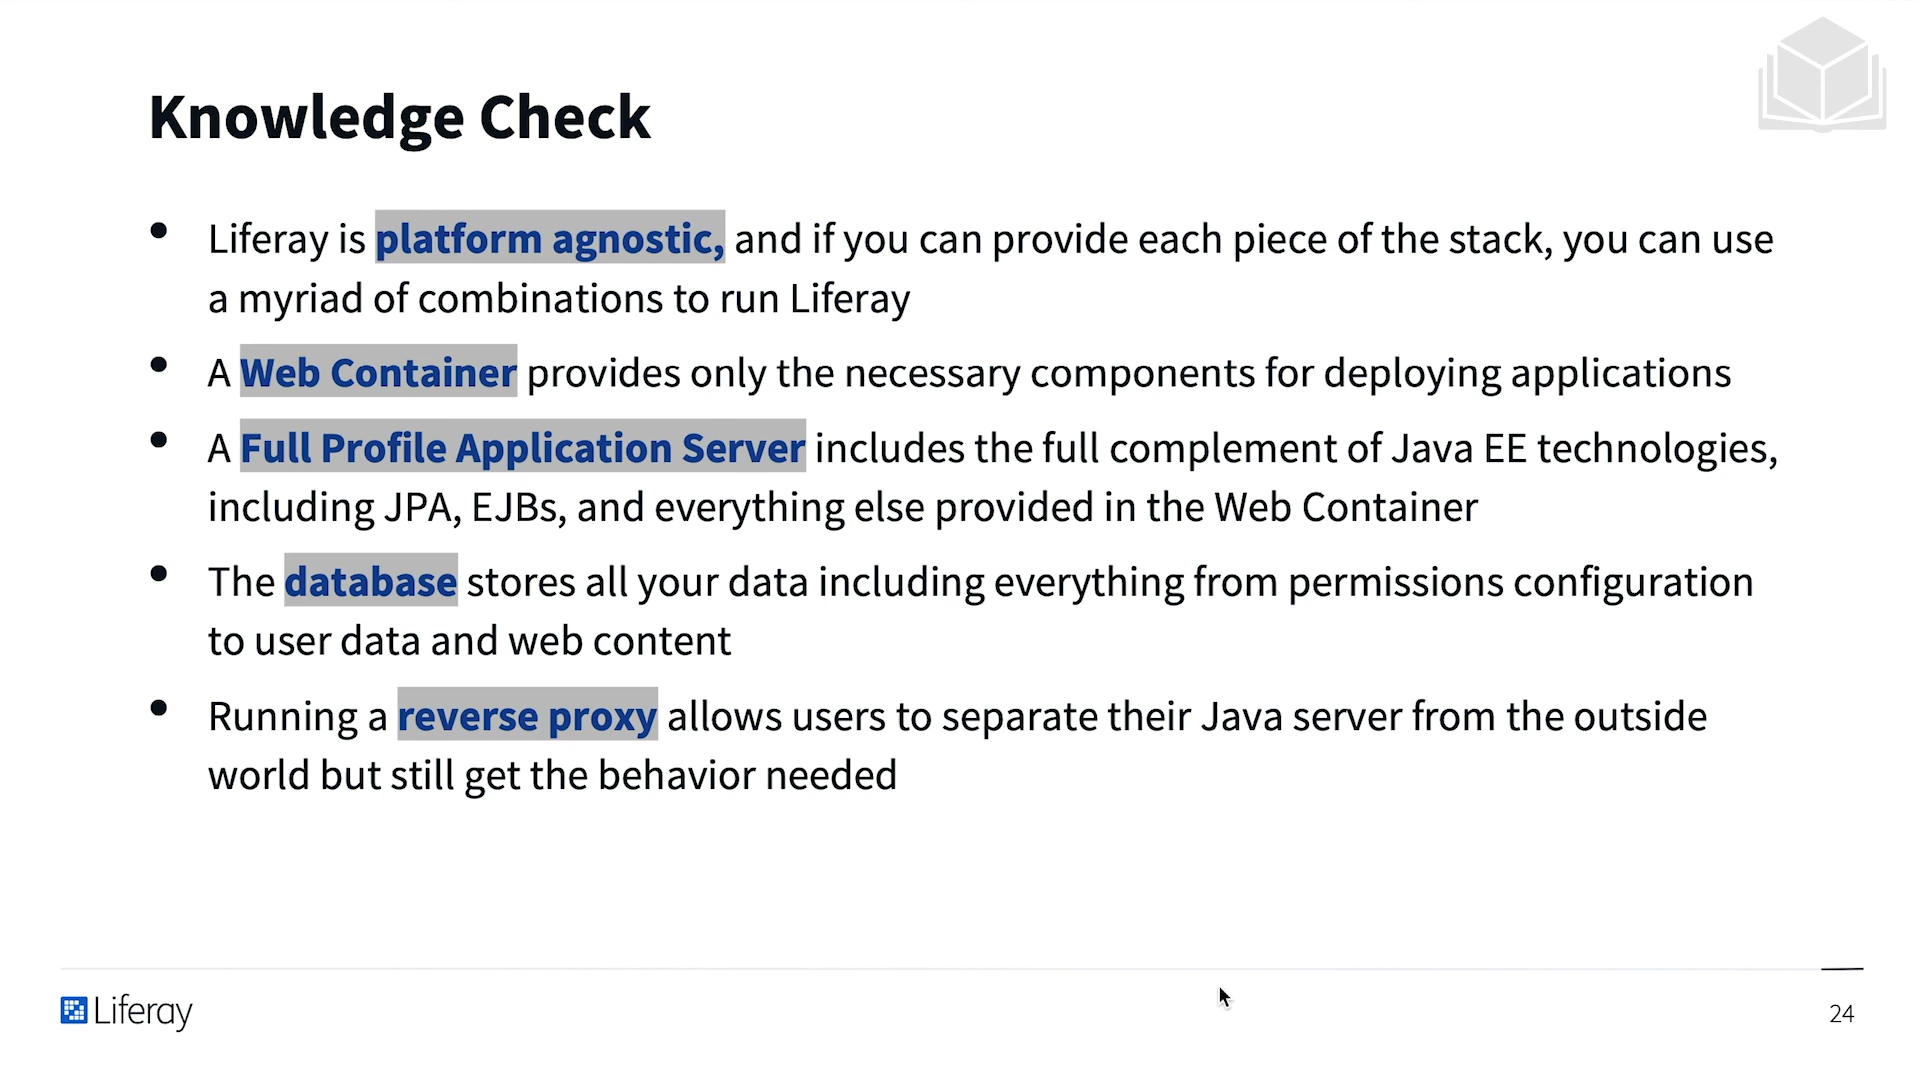 Knowledge Check
• Liferay is platform agnostic, and if you can provide each piece of the stack, you can use
a myriad of combinations to run Liferay
• A Web Container provides only the necessary components for deploying applications
• A Full Profile Application Server includes the full complement of Java EE technologies,
including JPA, EJBs, and everything else provided in the Web Container
• The database stores all your data including everything from permissions configuration
to user data and web content
• Running a reverse proxy allows users to separate their Java server from the outside
world but still get the behavior needed
Liferay
24